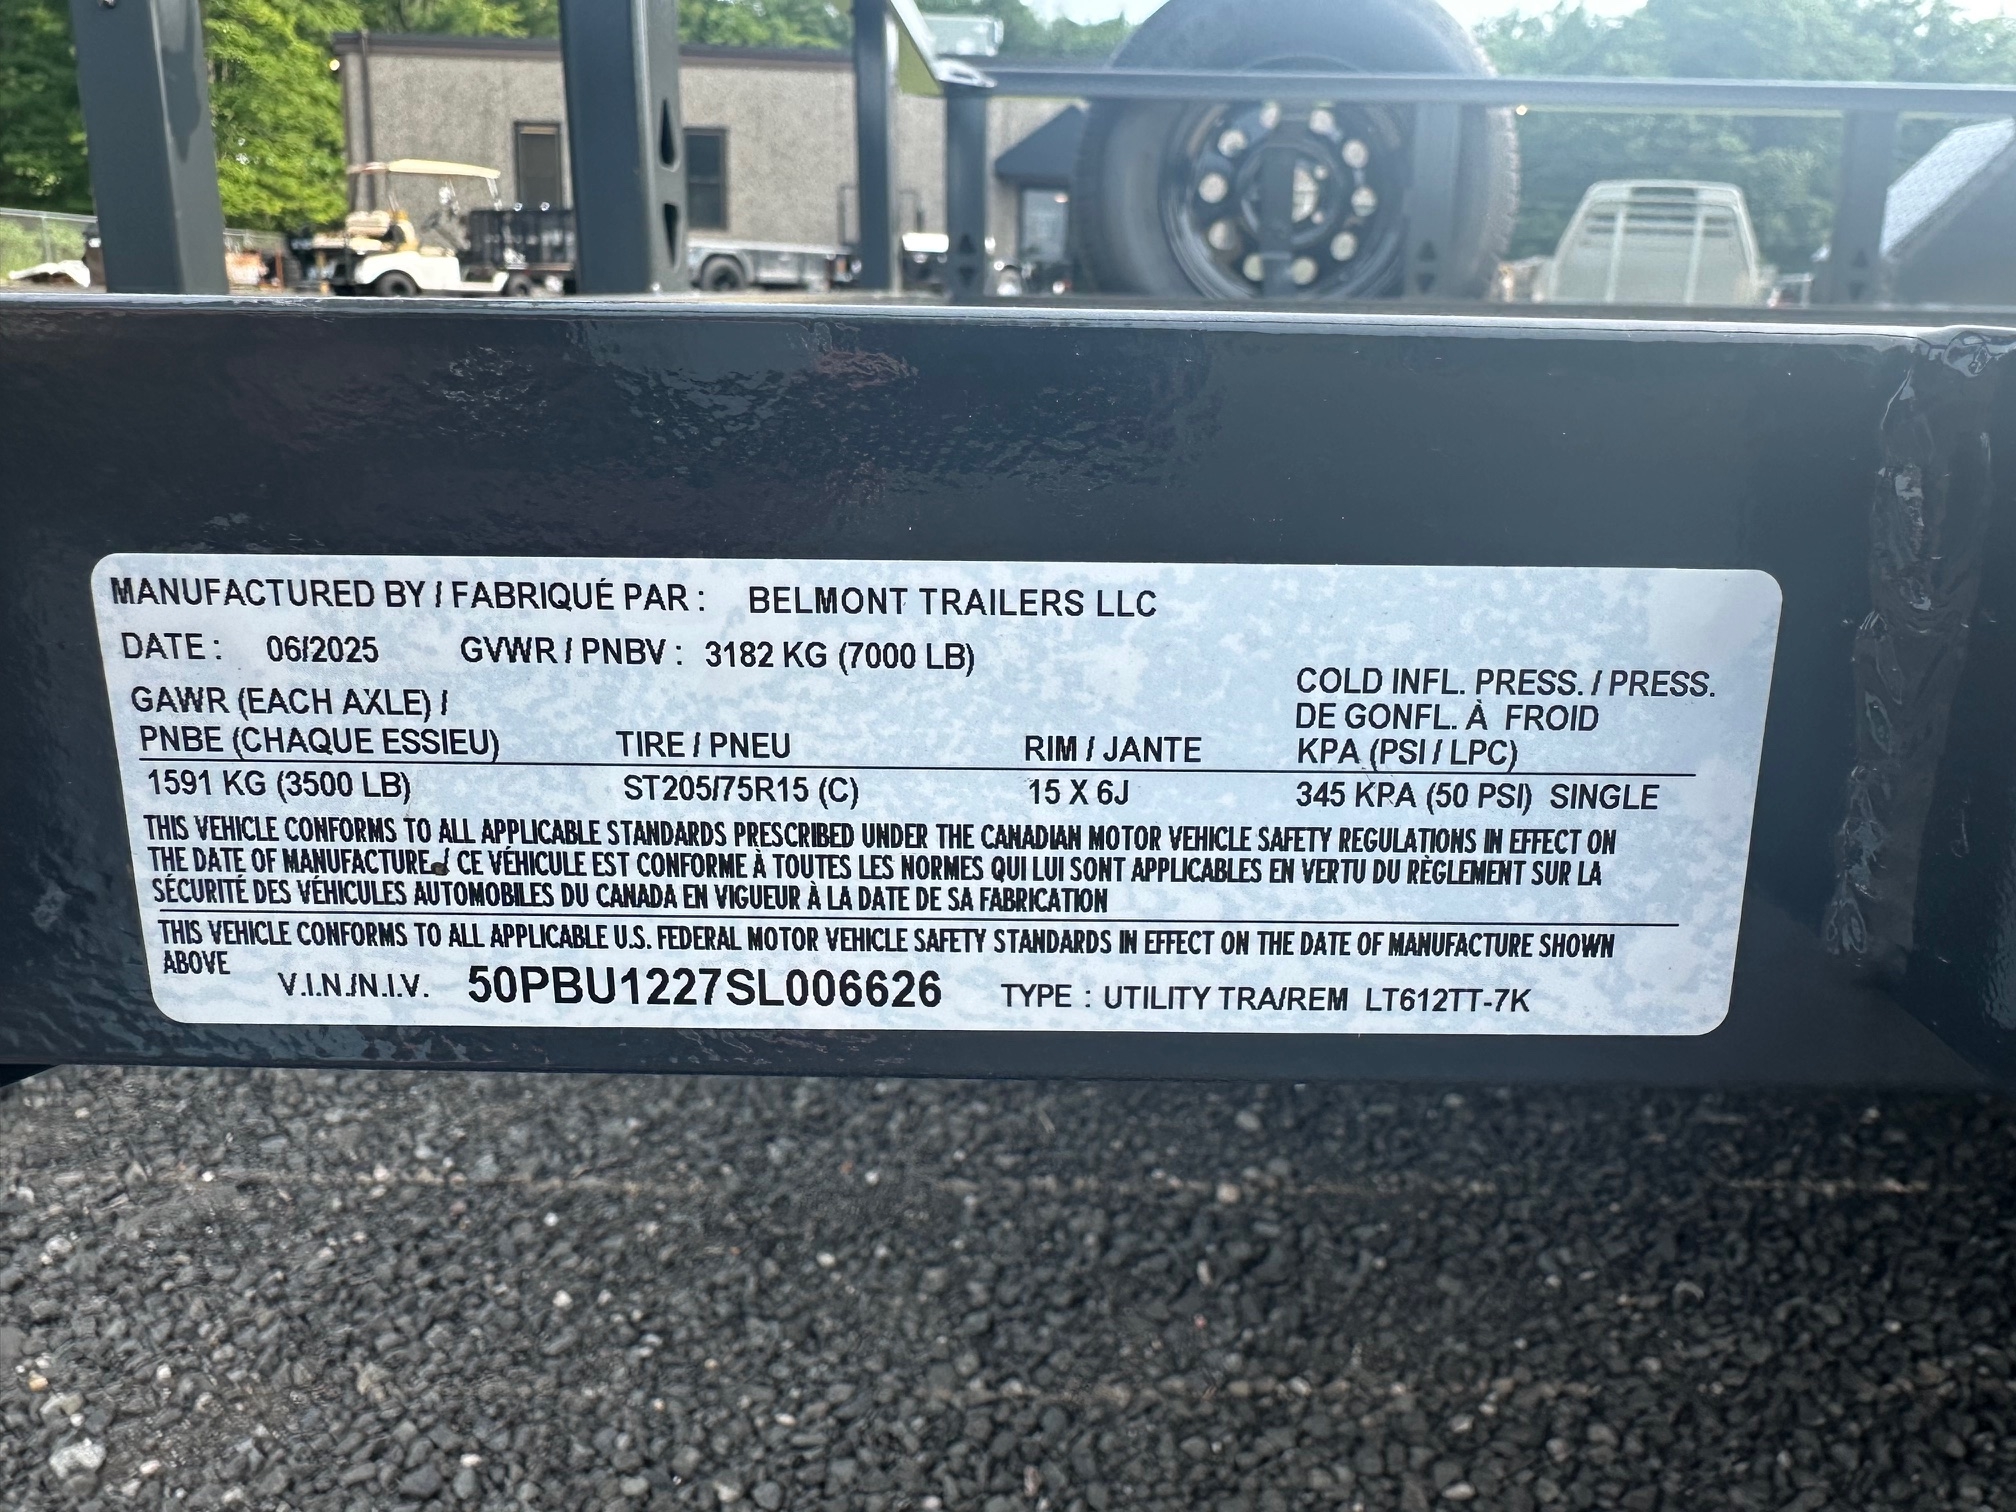 MANUFACTURED BY / FABRIQUÉ PAR : BELMONT TRAILERS LLC
DATE : 06/2025 GVWR / PNBV : 3182 KG (7000 LB)
GAWR (EACH AXLE) /
PNBE (CHAQUE ESSIEU) TIRE / PNEU RIM / JANTE
COLD INFL. PRESS. / PRESS.
DE GONFL. À FROID
KPA (PSI / LPC)
1591 KG (3500 LB) ST205/75R15 (C) 15 X 6J 345 KPA (50 PSI) SINGLE
THIS VEHICLE CONFORMS TO ALL APPLICABLE STANDARDS PRESCRIBED UNDER THE CANADIAN MOTOR VEHICLE SAFETY REGULATIONS IN EFFECT ON
THE DATE OF MANUFACTURE. / CE VÉHICULE EST CONFORME À TOUTES LES NORMES QUI LUI SONT APPLICABLES EN VERTU DU RÈGLEMENT SUR LA
SÉCURITÉ DES VÉHICULES AUTOMOBILES DU CANADA EN VIGUEUR À LA DATE DE SA FABRICATION
THIS VEHICLE CONFORMS TO ALL APPLICABLE U.S. FEDERAL MOTOR VEHICLE SAFETY STANDARDS IN EFFECT ON THE DATE OF MANUFACTURE SHOWN
ABOVE
V.I.N./N.I.V. 50PBU1227SL006626 TYPE : UTILITY TRA/REM LT612TT-7K